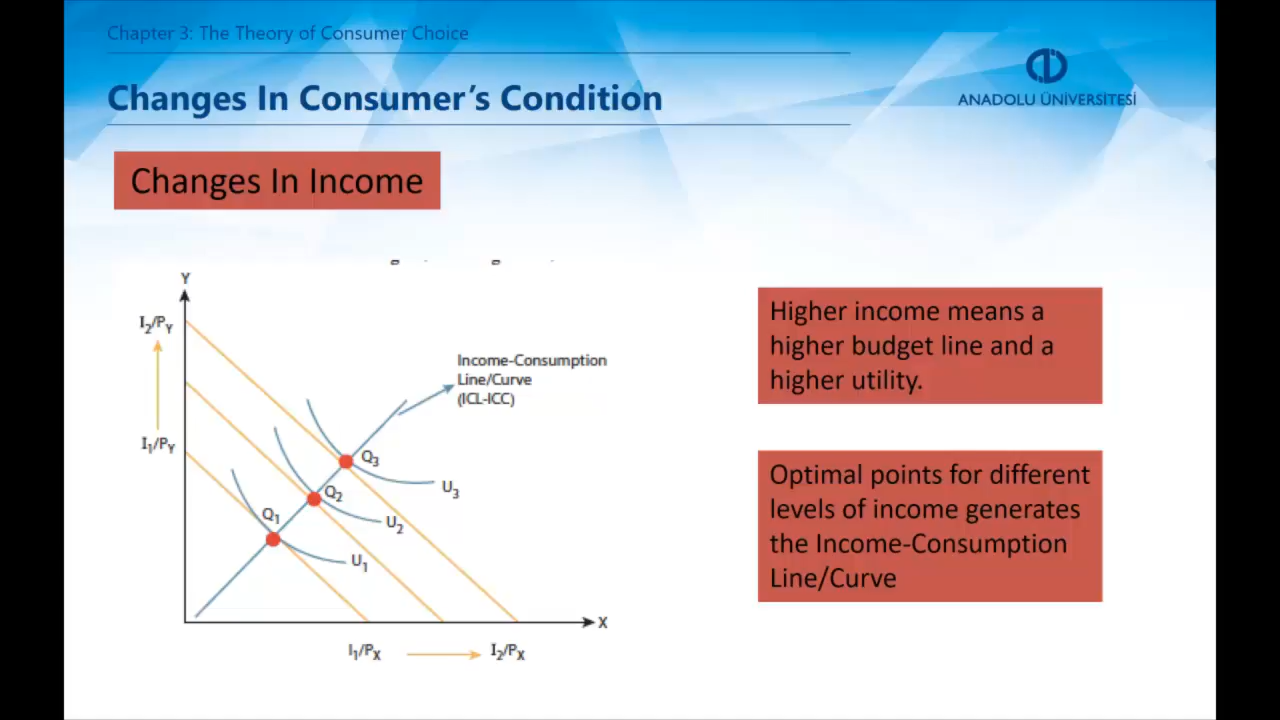 Chapter 3: The Theory of Consumer Choice
Changes In Consumer's Condition
ANADOLU ÜNİVERSİTESİ
Changes In Income
Y
I₂/PY
I₁/PY
Income-Consumption
Line/Curve
(ICL-ICC)
Q₃
U₃
Q₂
U₂
Q₁
U₁
X
I₁/PX
I₂/PX
Higher income means a
higher budget line and a
higher utility.
Optimal points for different
levels of income generates
the Income-Consumption
Line/Curve